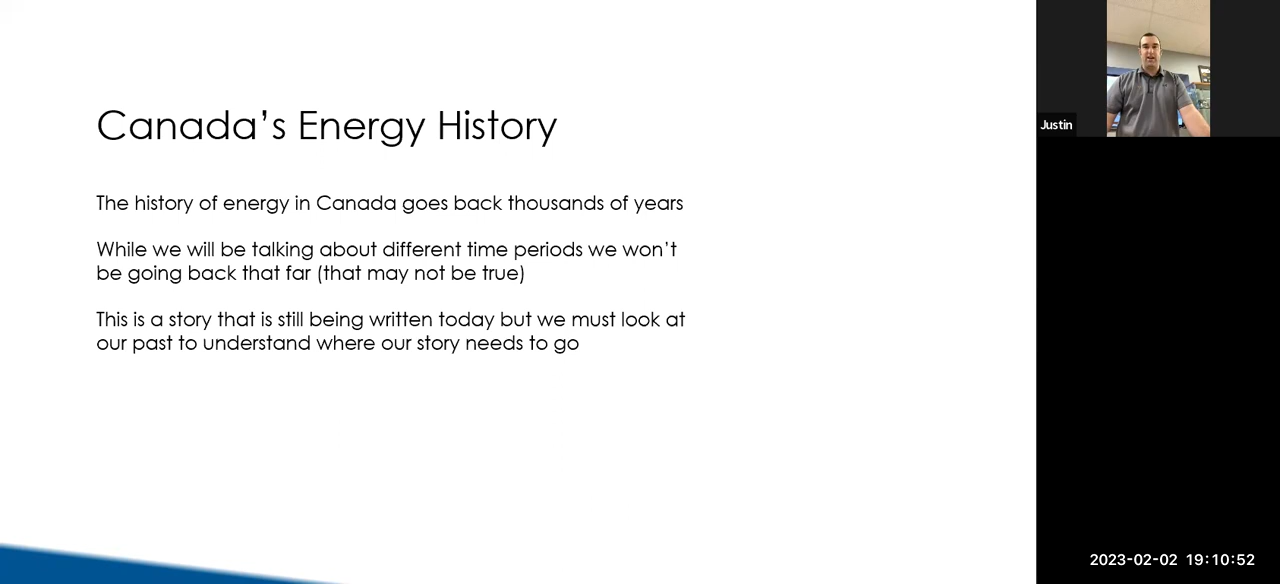 Canada's Energy History
The history of energy in Canada goes back thousands of years
While we will be talking about different time periods we won't
be going back that far (that may not be true)
This is a story that is still being written today but we must look at
our past to understand where our story needs to go
Justin
2023-02-02 19:10:52